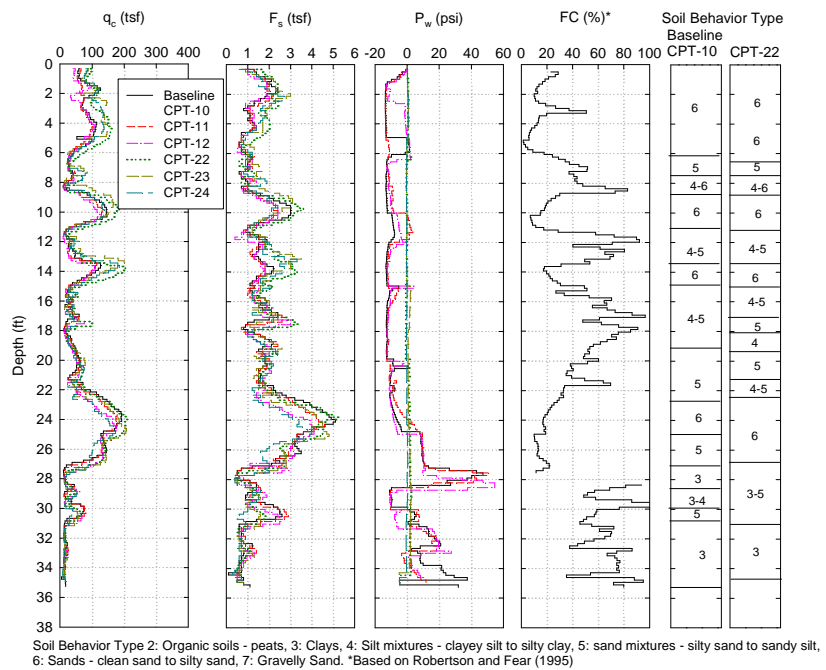 q_c (tsf)
F_s (tsf)
P_w (psi)
FC (%)*
Soil Behavior Type
Baseline
CPT-10
CPT-22
0 100 200 300 400
0 1 2 3 4 5 6
-20 0 20 40 60
0 20 40 60 80 100
Depth (ft)
0
2
4
6
8
10
12
14
16
18
20
22
24
26
28
30
32
34
36
38
Baseline
CPT-10
CPT-11
CPT-12
CPT-22
CPT-23
CPT-24
6
5
4-6
6
4-5
6
4-5
5
6
5
3
3-4
5
3
6
6
5
4-6
6
4-5
6
4-5
5
4
5
4-5
6
3-5
3
Soil Behavior Type 2: Organic soils - peats, 3: Clays, 4: Silt mixtures - clayey silt to silty clay, 5: sand mixtures - silty sand to sandy silt,
6: Sands - clean sand to silty sand, 7: Gravelly Sand. *Based on Robertson and Fear (1995)